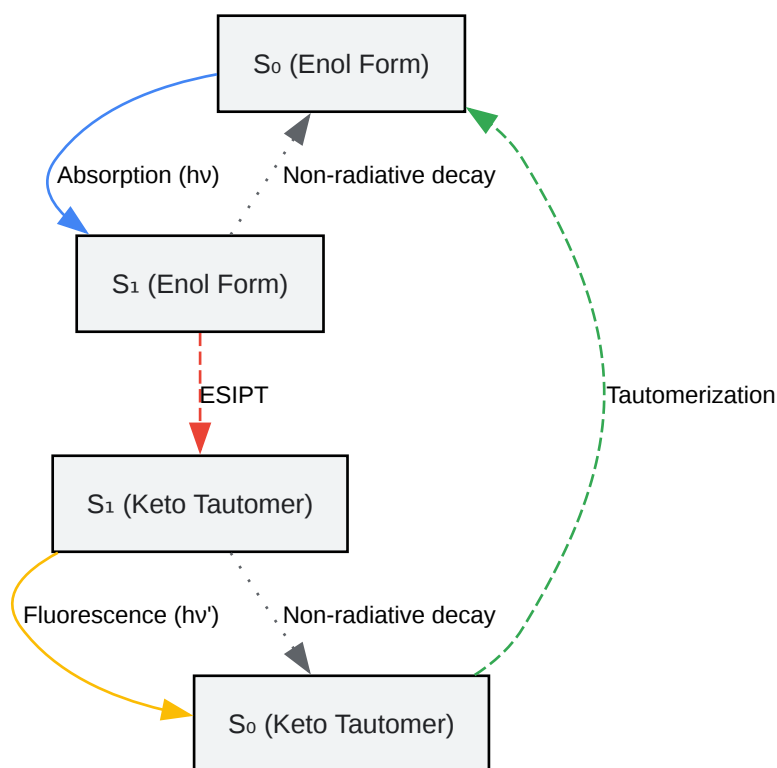 S₀ (Enol Form)
Absorption (hν)
Non-radiative decay
S₁ (Enol Form)
ESIPT
Tautomerization
S₁ (Keto Tautomer)
Fluorescence (hν')
Non-radiative decay
S₀ (Keto Tautomer)